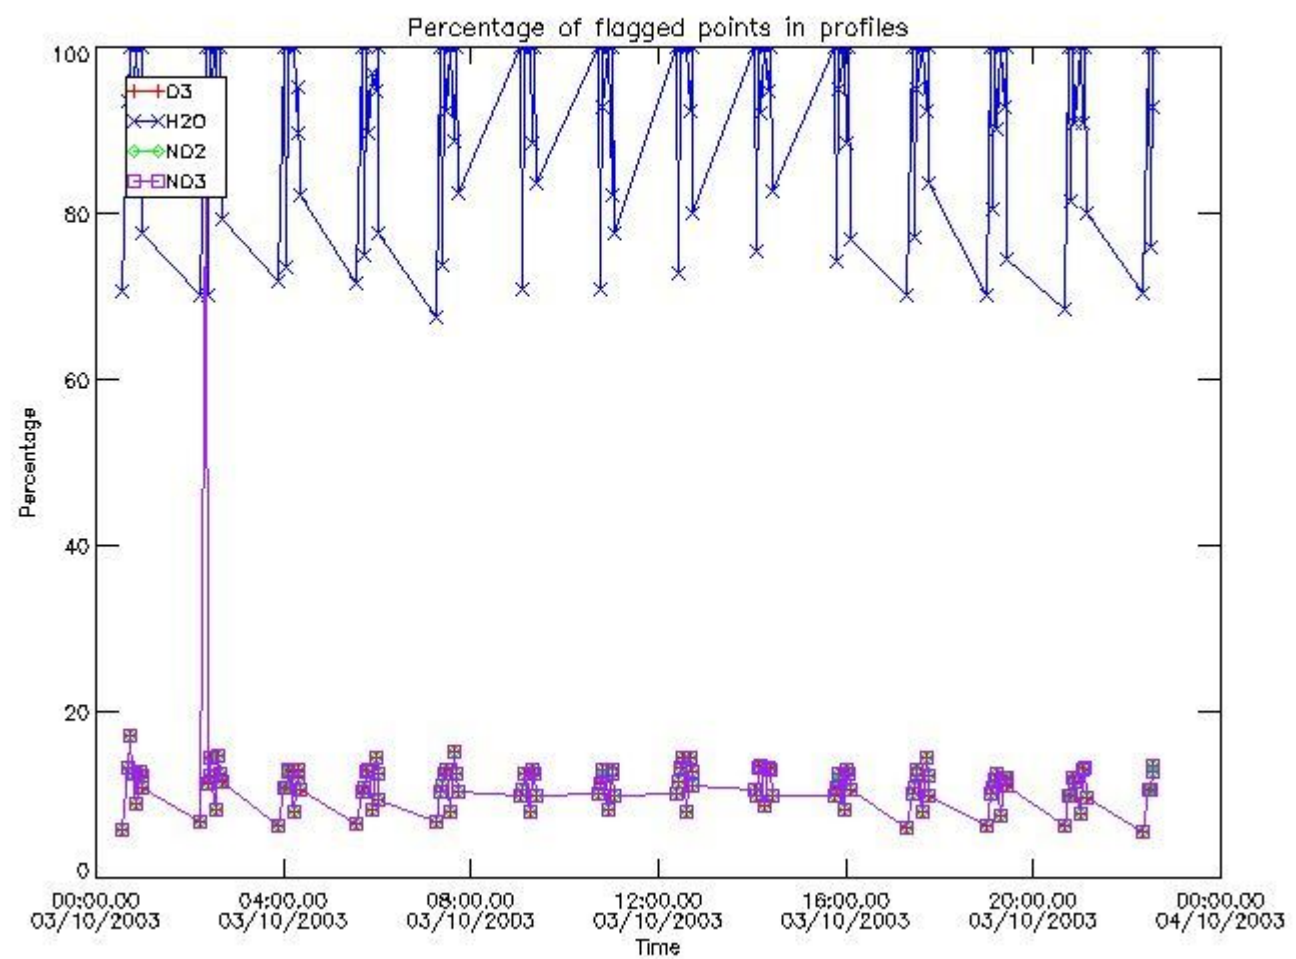 Percentage of flagged points in profiles
100
80
60
40
20
0
Percentage
O3
H2O
NO2
NO3
00:00.00 04:00.00 08:00.00 12:00.00 16:00.00 20:00.00 00:00.00
03/10/2003 03/10/2003 03/10/2003 03/10/2003 03/10/2003 03/10/2003 04/10/2003
Time